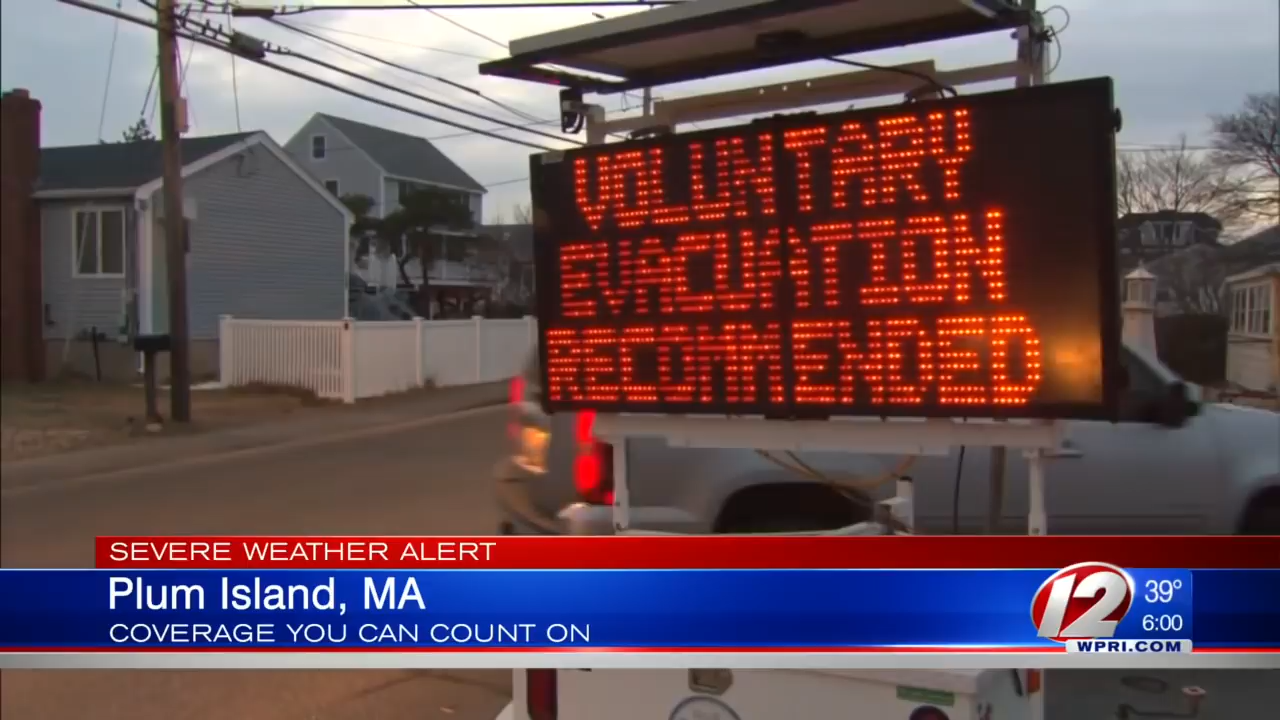 VOLUNTARY
EVACUATION
RECOMMENDED
SEVERE WEATHER ALERT
Plum Island, MA
COVERAGE YOU CAN COUNT ON
12
39°
6:00
WPRI.COM